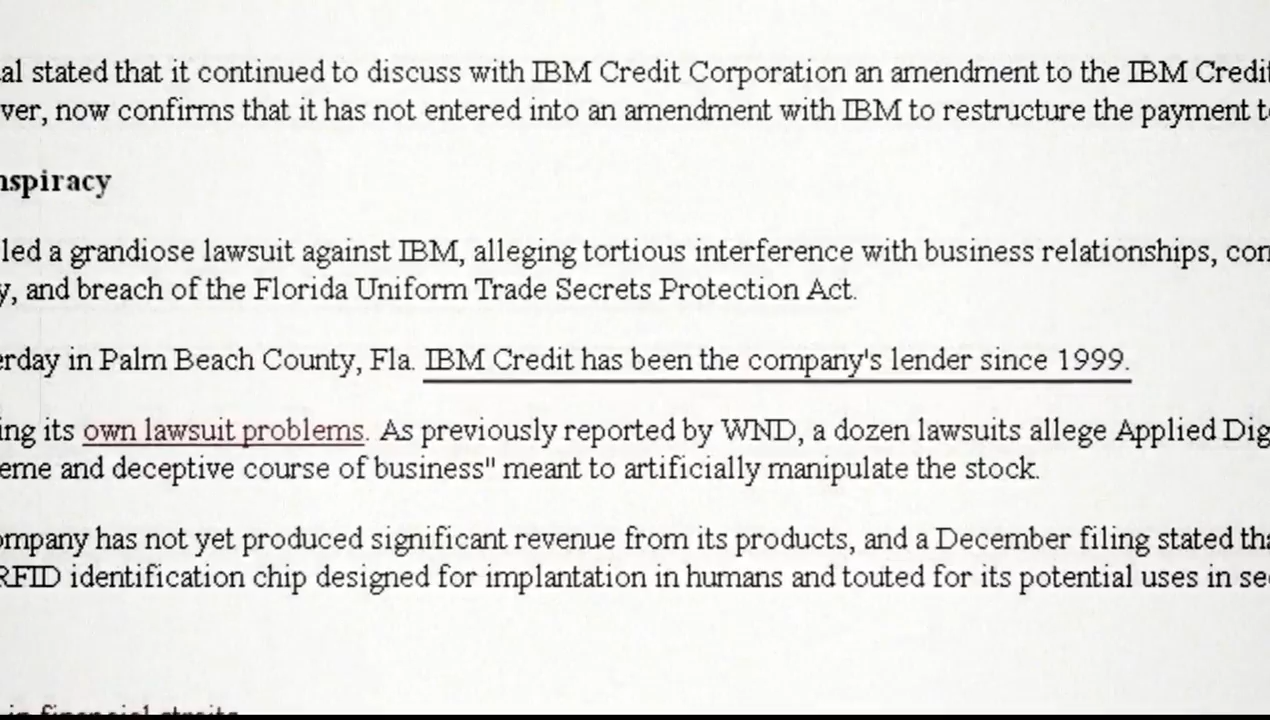 al stated that it continued to discuss with IBM Credit Corporation an amendment to the IBM Credit
ver, now confirms that it has not entered into an amendment with IBM to restructure the payment t
nspiracy
led a grandiose lawsuit against IBM, alleging tortious interference with business relationships, con
y, and breach of the Florida Uniform Trade Secrets Protection Act.
erday in Palm Beach County, Fla. IBM Credit has been the company's lender since 1999.
ing its own lawsuit problems. As previously reported by WND, a dozen lawsuits allege Applied Dig
eme and deceptive course of business" meant to artificially manipulate the stock.
ompany has not yet produced significant revenue from its products, and a December filing stated tha
RFID identification chip designed for implantation in humans and touted for its potential uses in se
in financial straits